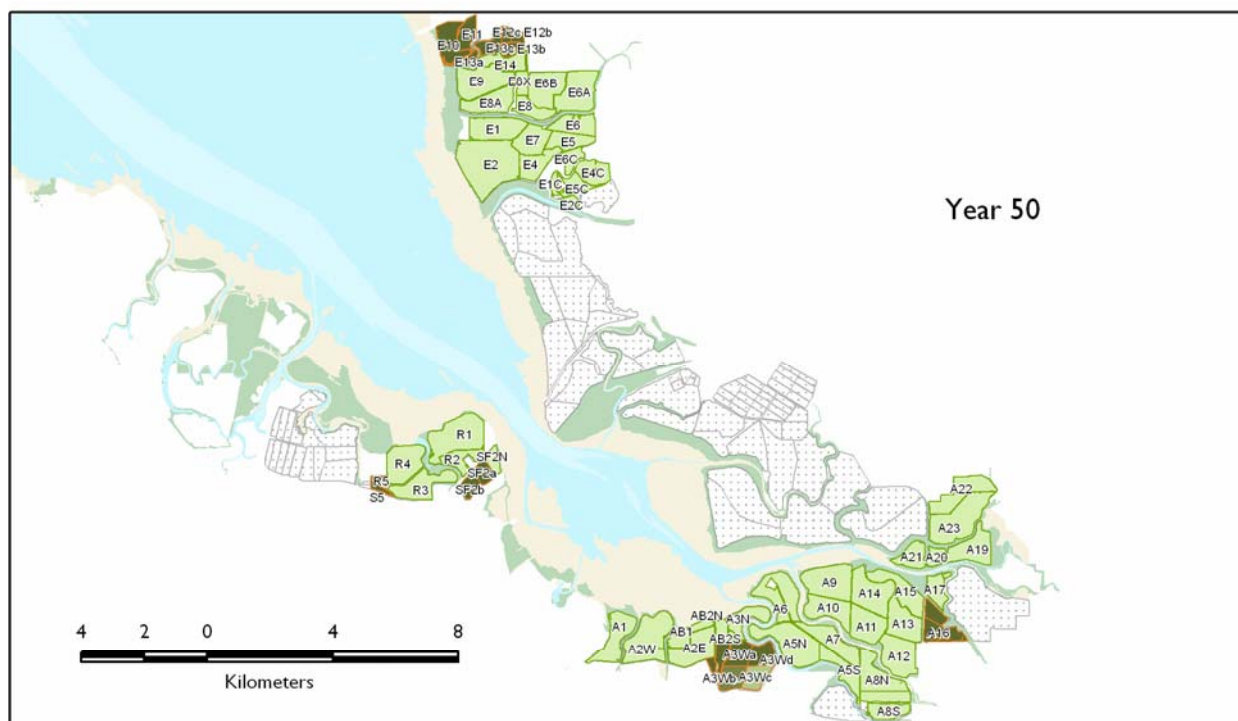 E11
E12c E12b
E10
E13c E13b
E13a E14
E9
E6X
E6B
E6A
E8A
E8
E1
E6
E7
E5
E2
E4
E6C
E4C
E1C
E5C
E2C
Year 50
R1
R2
SF2N
R4
SF2a
R5
R3
SF2b
S5
A22
A23
A19
A21
A20
A17
A9
A14
A15
A6
A10
A11
A13
A16
AB2N
A3N
A1
AB1
AB2S
A5N
A7
A2W
A2E
A3Wa
A3Wd
A12
A5S
A3Wb
A3Wc
A8N
A8S
4 2 0 4 8
Kilometers